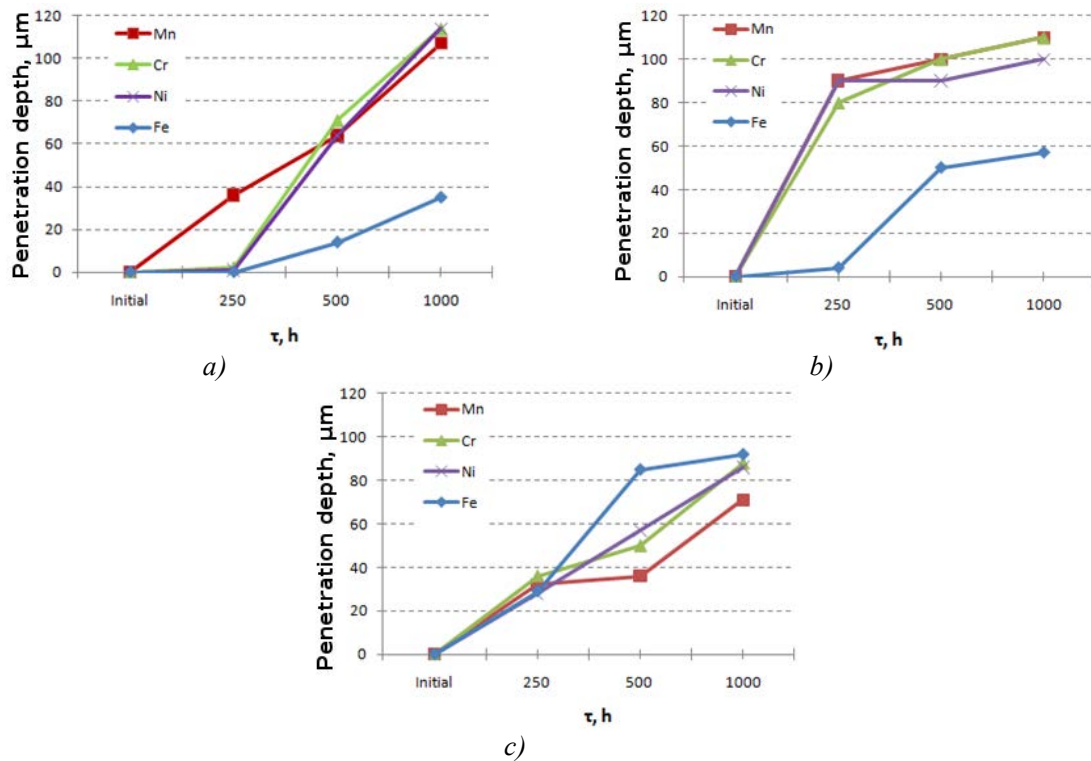 Penetration depth, µm
120
100
80
60
40
20
0
Mn
Cr
Ni
Fe
Initial 250 500 1000
τ, h
a)
Penetration depth, µm
120
100
80
60
40
20
0
Mn
Cr
Ni
Fe
Initial 250 500 1000
τ, h
b)
Penetration depth, µm
120
100
80
60
40
20
0
Mn
Cr
Ni
Fe
Initial 250 500 1000
τ, h
c)